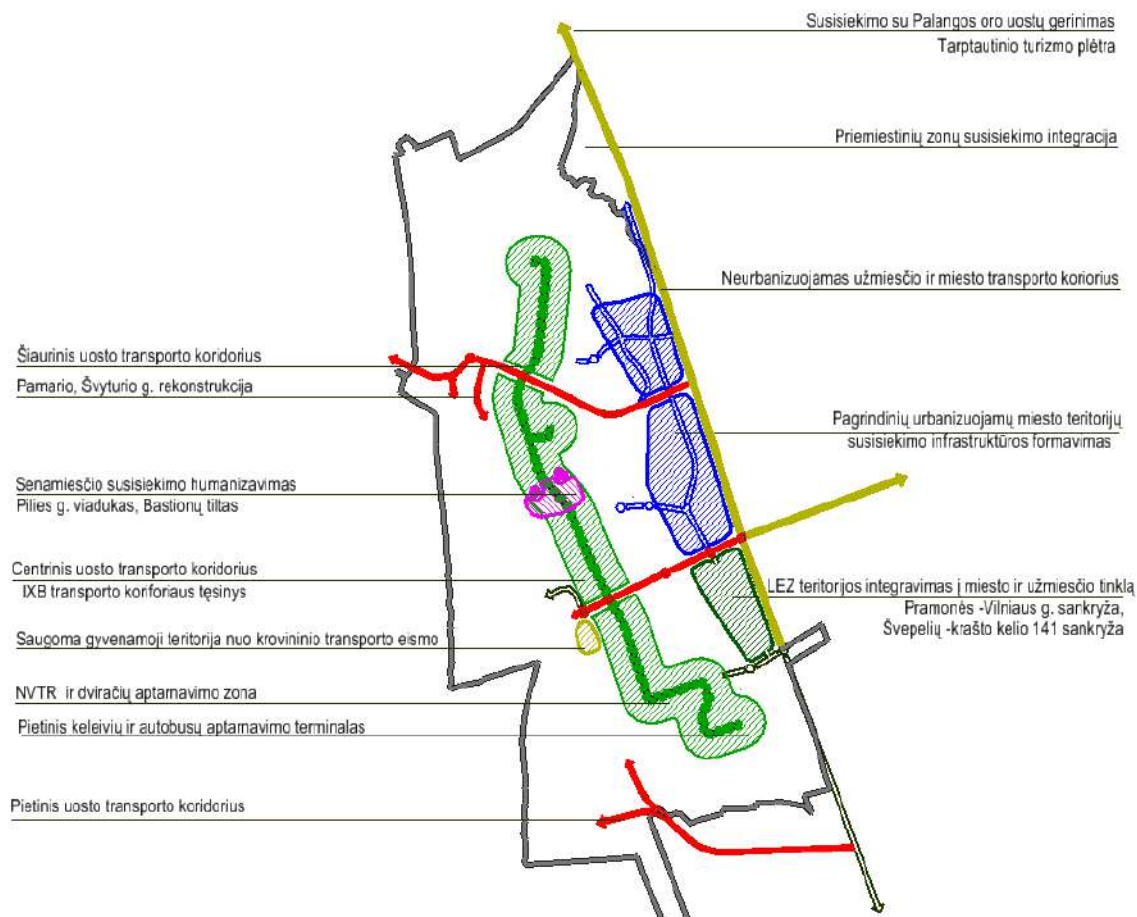 Susisiekimo su Palangos oro uostų gerinimas
Tarptautinio turizmo plėtra
Priemiestinių zonų susisiekimo integracija
Neurbanizuojamas užmiesčio ir miesto transporto koriorius
Šiaurinis uosto transporto koridorius
Pamario, Švyturio g. rekonstrukcija
Pagrindinių urbanizuojamų miesto teritorijų
susisiekimo infrastruktūros formavimas
Senamiesčio susisiekimo humanizavimas
Pilies g. viadukas, Bastionų tiltas
Centrinis uosto transporto koridorius
IXB transporto koriforiaus tęsinys
LEZ teritorijos integravimas į miesto ir užmiesčio tinklą
Pramonės -Vilniaus g. sankryža,
Švepelių -krašto kelio 141 sankryža
Saugoma gyvenamoji teritorija nuo krovininio transporto eismo
NVTR ir dviračių aptarnavimo zona
Pietinis keleivių ir autobusų aptarnavimo terminalas
Pietinis uosto transporto koridorius